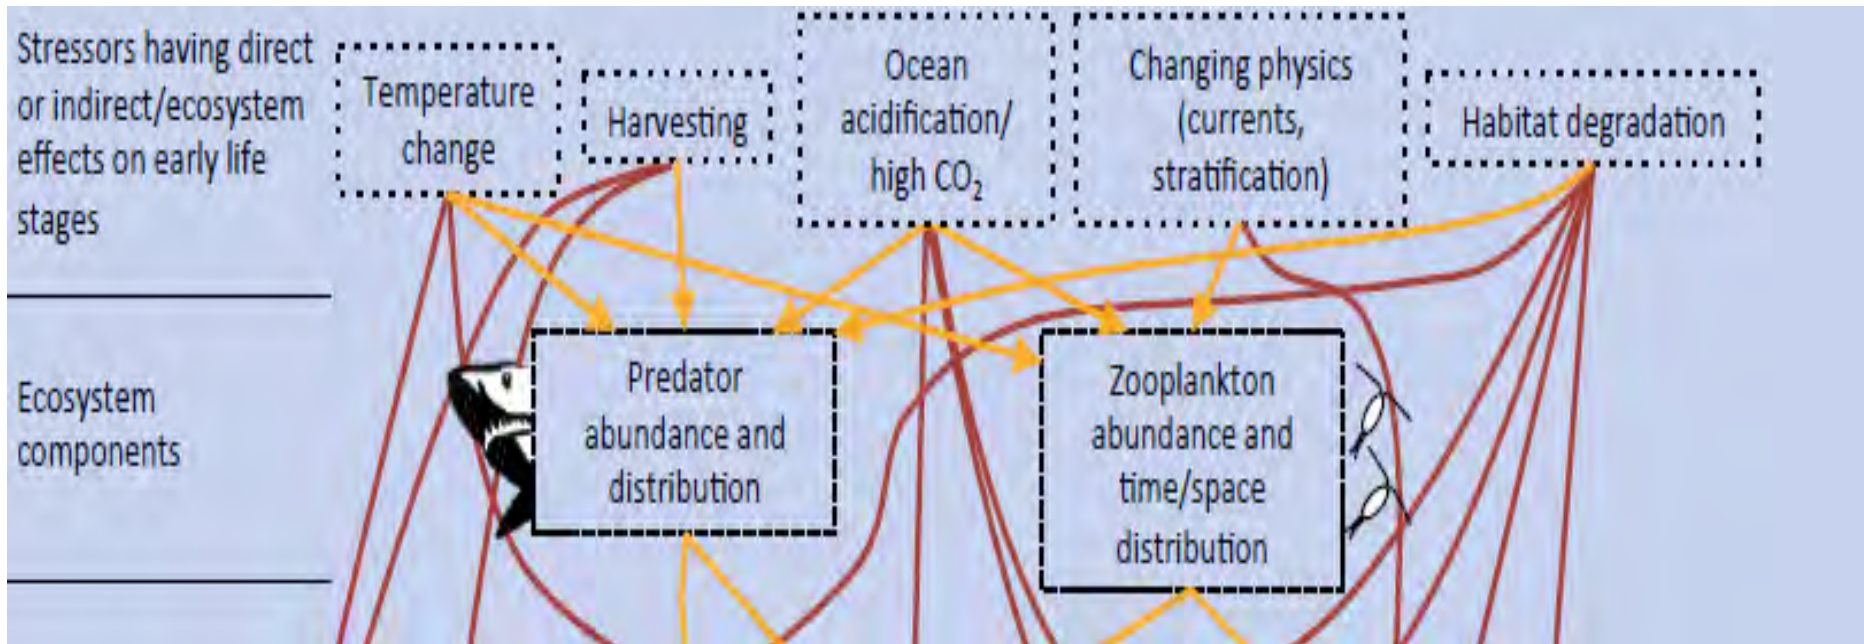 Stressors having direct
or indirect/ecosystem
effects on early life
stages
Temperature
change
Harvesting
Ocean
acidification/
high CO₂
Changing physics
(currents,
stratification)
Habitat degradation
Ecosystem
components
Predator
abundance and
distribution
Zooplankton
abundance and
time/space
distribution